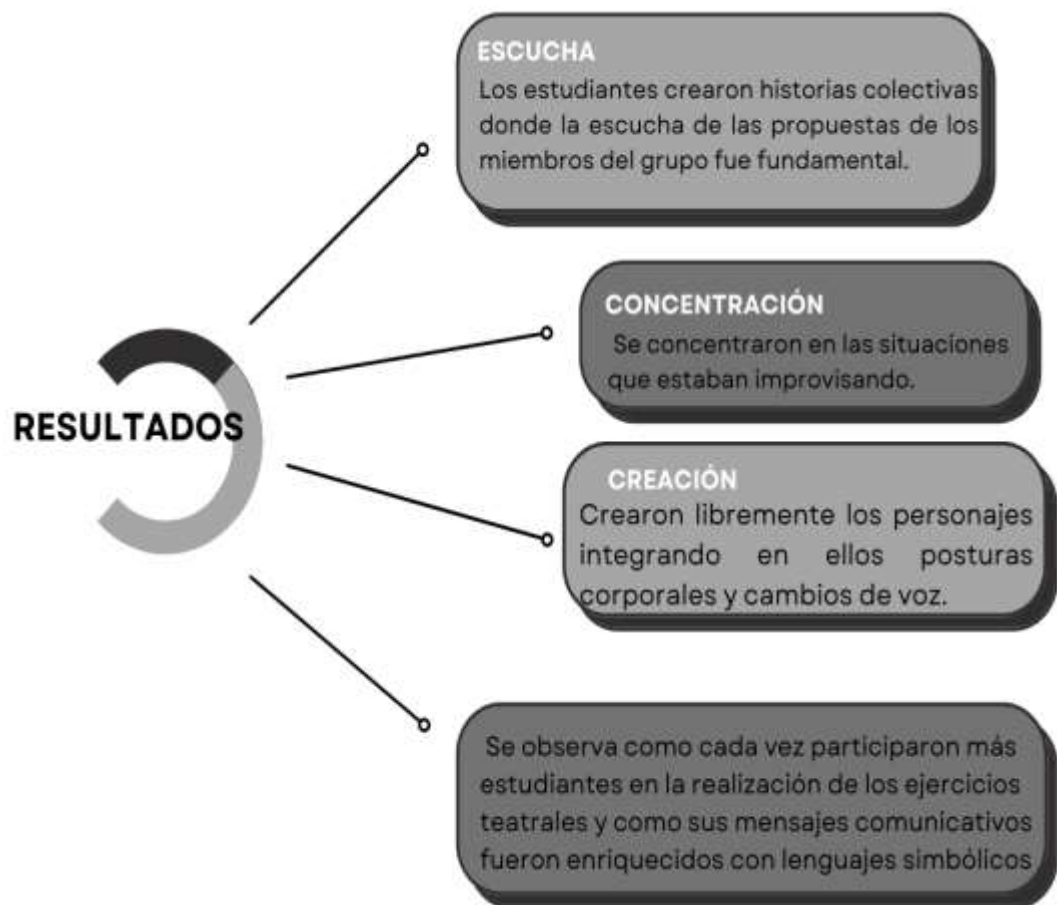 RESULTADOS
ESCUCHA
Los estudiantes crearon historias colectivas
donde la escucha de las propuestas de los
miembros del grupo fue fundamental.
CONCENTRACIÓN
Se concentraron en las situaciones
que estaban improvisando.
CREACIÓN
Crearon libremente los personajes
integrando en ellos posturas
corporales y cambios de voz.
Se observa como cada vez participaron más
estudiantes en la realización de los ejercicios
teatrales y como sus mensajes comunicativos
fueron enriquecidos con lenguajes simbólicos